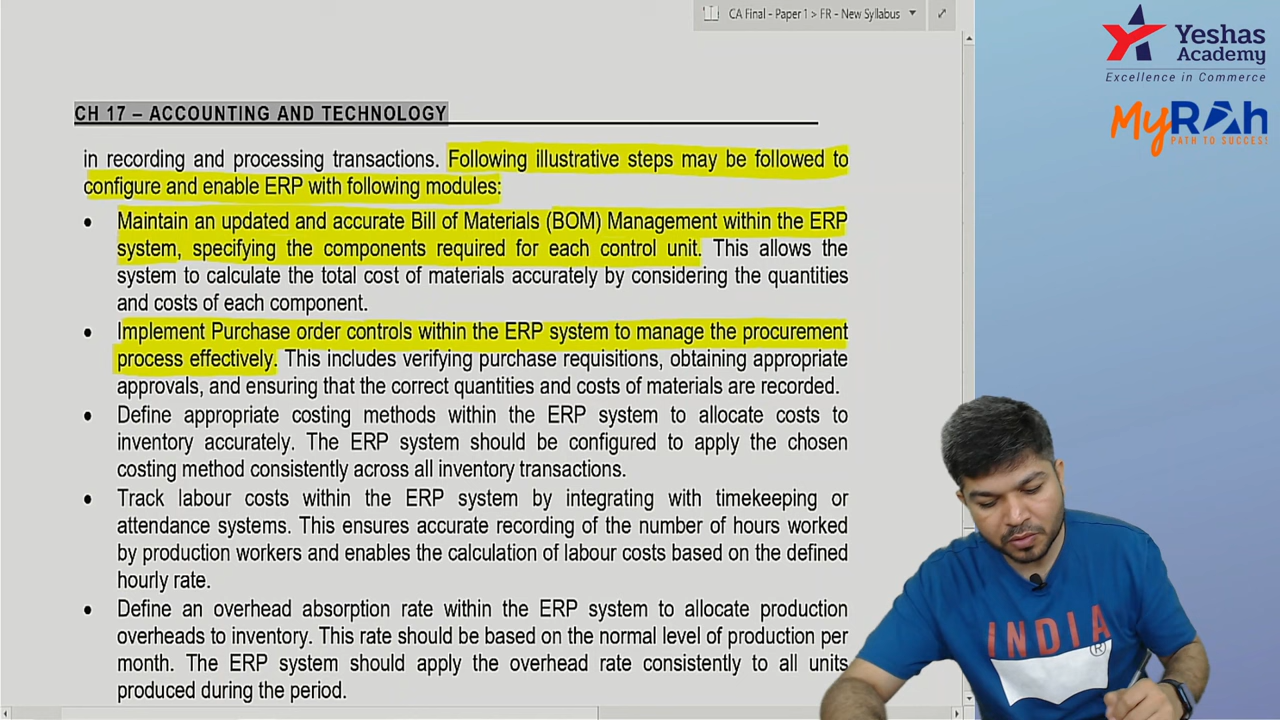 CA Final - Paper 1 > FR - New Syllabus
Yeshas
Academy
Excellence in Commerce
MyRAh
PATH TO SUCCESS!
CH 17 – ACCOUNTING AND TECHNOLOGY
in recording and processing transactions. Following illustrative steps may be followed to
configure and enable ERP with following modules:
• Maintain an updated and accurate Bill of Materials (BOM) Management within the ERP
system, specifying the components required for each control unit. This allows the
system to calculate the total cost of materials accurately by considering the quantities
and costs of each component.
• Implement Purchase order controls within the ERP system to manage the procurement
process effectively. This includes verifying purchase requisitions, obtaining appropriate
approvals, and ensuring that the correct quantities and costs of materials are recorded.
• Define appropriate costing methods within the ERP system to allocate costs to
inventory accurately. The ERP system should be configured to apply the chosen
costing method consistently across all inventory transactions.
• Track labour costs within the ERP system by integrating with timekeeping or
attendance systems. This ensures accurate recording of the number of hours worked
by production workers and enables the calculation of labour costs based on the defined
hourly rate.
• Define an overhead absorption rate within the ERP system to allocate production
overheads to inventory. This rate should be based on the normal level of production per
month. The ERP system should apply the overhead rate consistently to all units
produced during the period.
INDIA
®